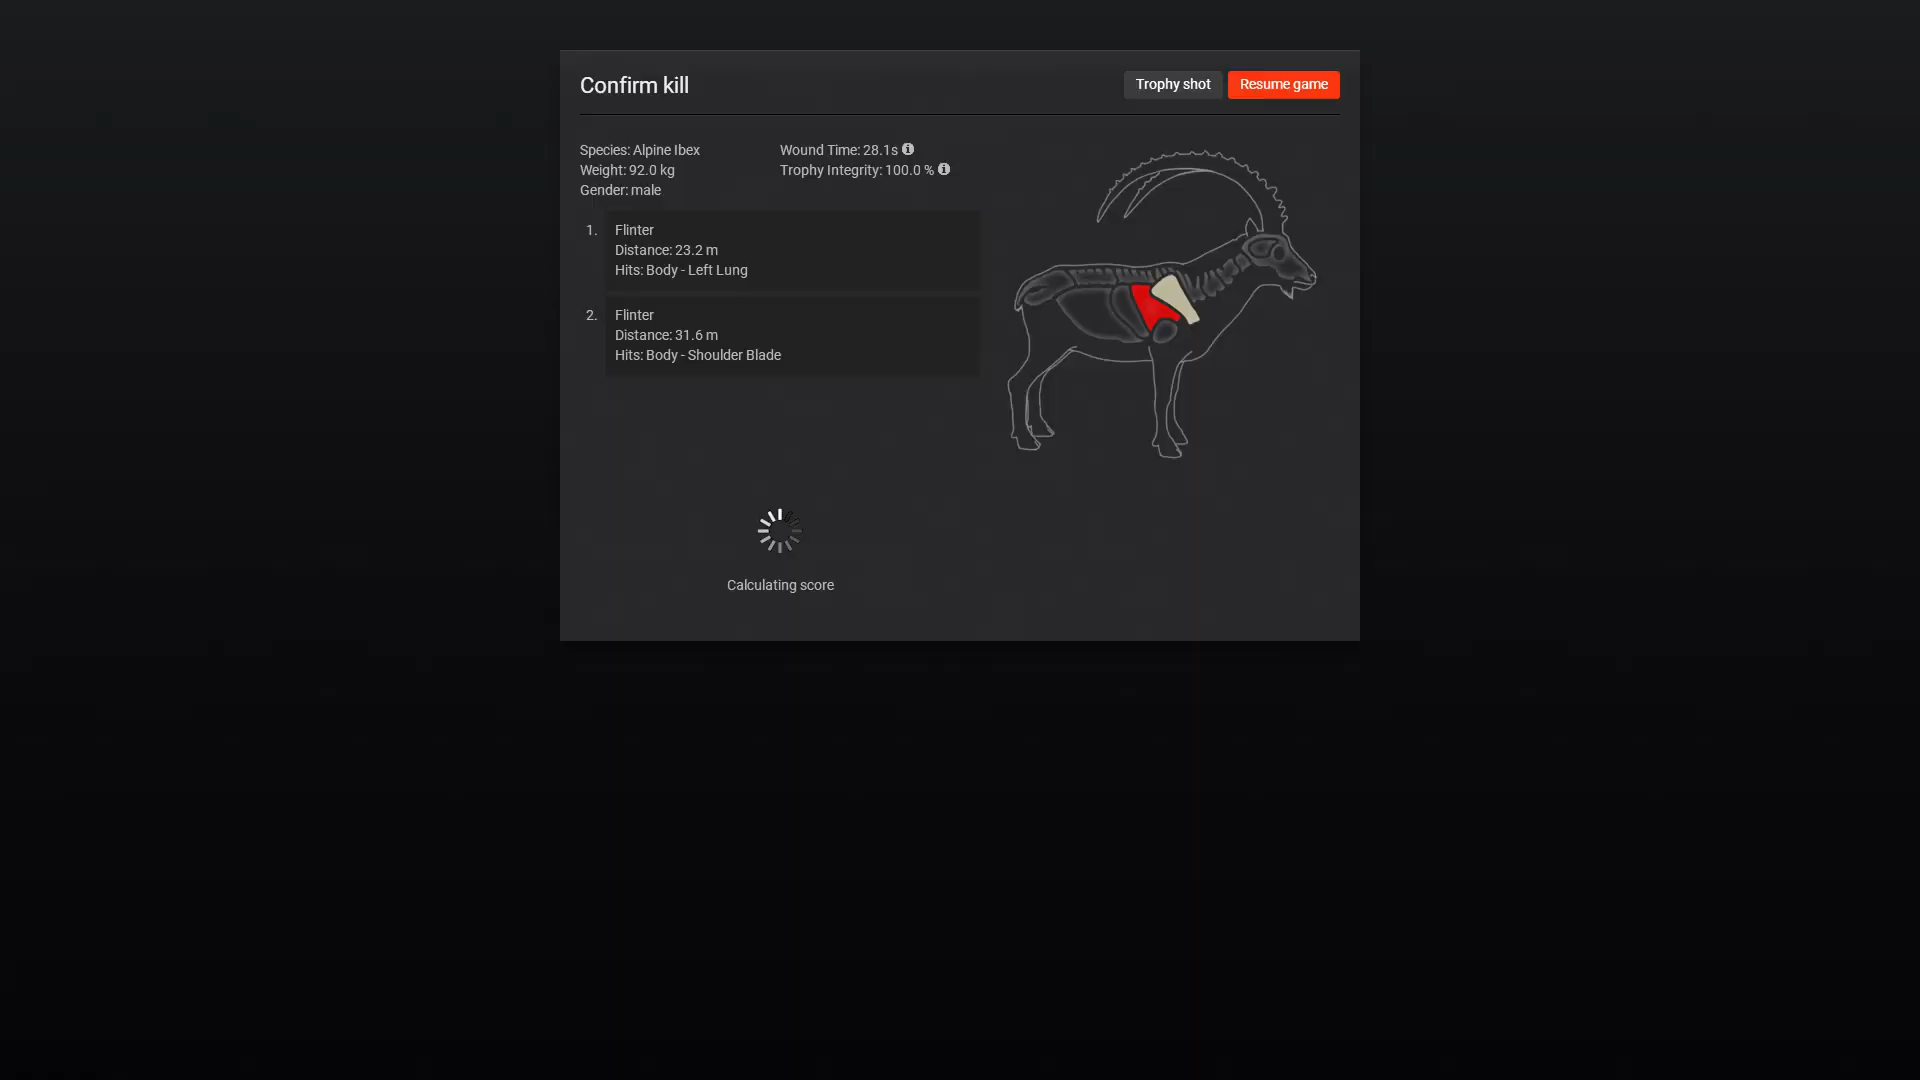 Confirm kill
Trophy shot
Resume game
Species: Alpine Ibex
Weight: 92.0 kg
Gender: male
Wound Time: 28.1s
Trophy Integrity: 100.0 %
1.
Flinter
Distance: 23.2 m
Hits: Body - Left Lung
2.
Flinter
Distance: 31.6 m
Hits: Body - Shoulder Blade
Calculating score